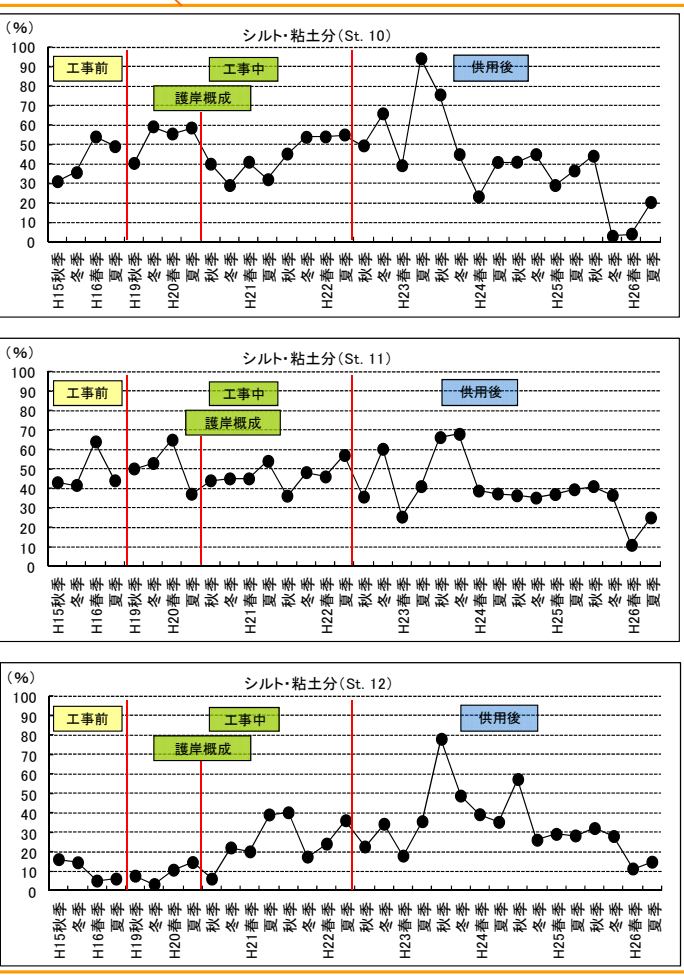 (%)
シルト・粘土分(St. 10)
100
90
80
70
60
50
40
30
20
10
0
工事前
工事中
護岸概成
供用後
H15秋季
冬季
H16春季
夏季
H19秋季
冬季
H20春季
夏季
秋季
冬季
H21春季
夏季
秋季
冬季
H22春季
夏季
秋季
冬季
H23春季
夏季
秋季
冬季
H24春季
夏季
秋季
冬季
H25春季
夏季
秋季
冬季
H26春季
夏季
(%)
シルト・粘土分(St. 11)
100
90
80
70
60
50
40
30
20
10
0
工事前
工事中
護岸概成
供用後
H15秋季
冬季
H16春季
夏季
H19秋季
冬季
H20春季
夏季
秋季
冬季
H21春季
夏季
秋季
冬季
H22春季
夏季
秋季
冬季
H23春季
夏季
秋季
冬季
H24春季
夏季
秋季
冬季
H25春季
夏季
秋季
冬季
H26春季
夏季
(%)
シルト・粘土分(St. 12)
100
90
80
70
60
50
40
30
20
10
0
工事前
工事中
護岸概成
供用後
H15秋季
冬季
H16春季
夏季
H19秋季
冬季
H20春季
夏季
秋季
冬季
H21春季
夏季
秋季
冬季
H22春季
夏季
秋季
冬季
H23春季
夏季
秋季
冬季
H24春季
夏季
秋季
冬季
H25春季
夏季
秋季
冬季
H26春季
夏季